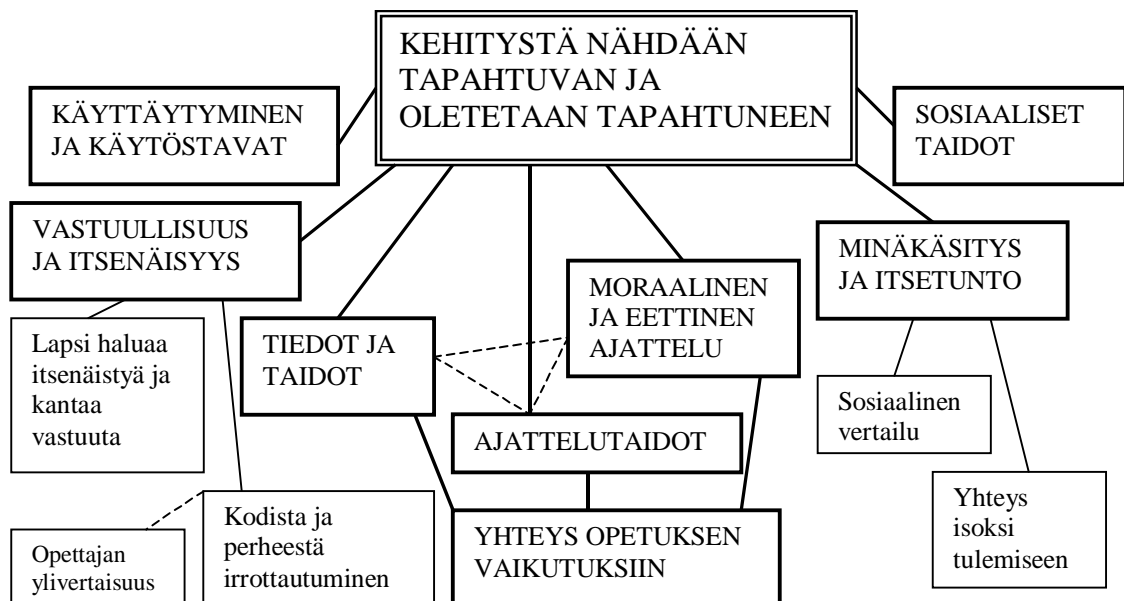 KEHITYSTÄ NÄHDÄÄN
TAPAHTUVAN JA
OLETETAAN TAPAHTUNEEN
KÄYTTÄYTYMINEN
JA KÄYTÖSTAVAT
SOSIAALISET
TAIDOT
VASTUULLISUUS
JA ITSENÄISYYS
MINÄKÄSITYS
JA ITSETUNTO
MORAALINEN
JA EETTINEN
AJATTELU
TIEDOT JA
TAIDOT
Lapsi haluaa
itsenäistyä ja
kantaa
vastuuta
AJATTELUTAIDOT
Sosiaalinen
vertailu
Kodista ja
perheestä
irrottautuminen
Opettajan
ylivertaisuus
YHTEYS OPETUKSEN
VAIKUTUKSIIN
Yhteys
isoksi
tulemiseen